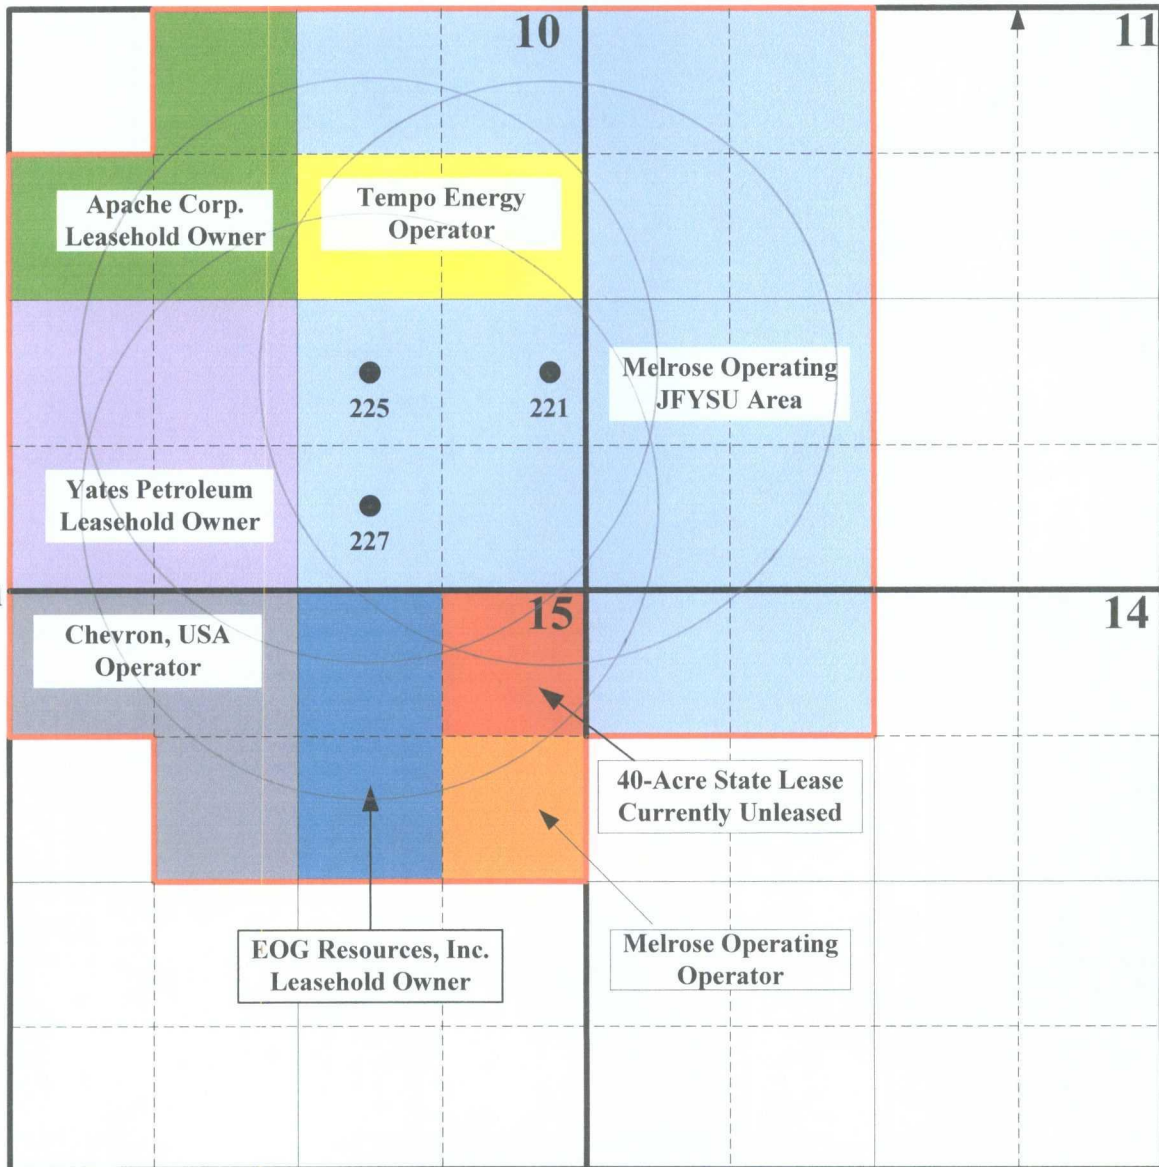 10
11
Apache Corp.
Leasehold Owner
Tempo Energy
Operator
225
221
Melrose Operating
JFYSU Area
Yates Petroleum
Leasehold Owner
227
Chevron, USA
Operator
15
14
40-Acre State Lease
Currently Unleased
EOG Resources, Inc.
Leasehold Owner
Melrose Operating
Operator